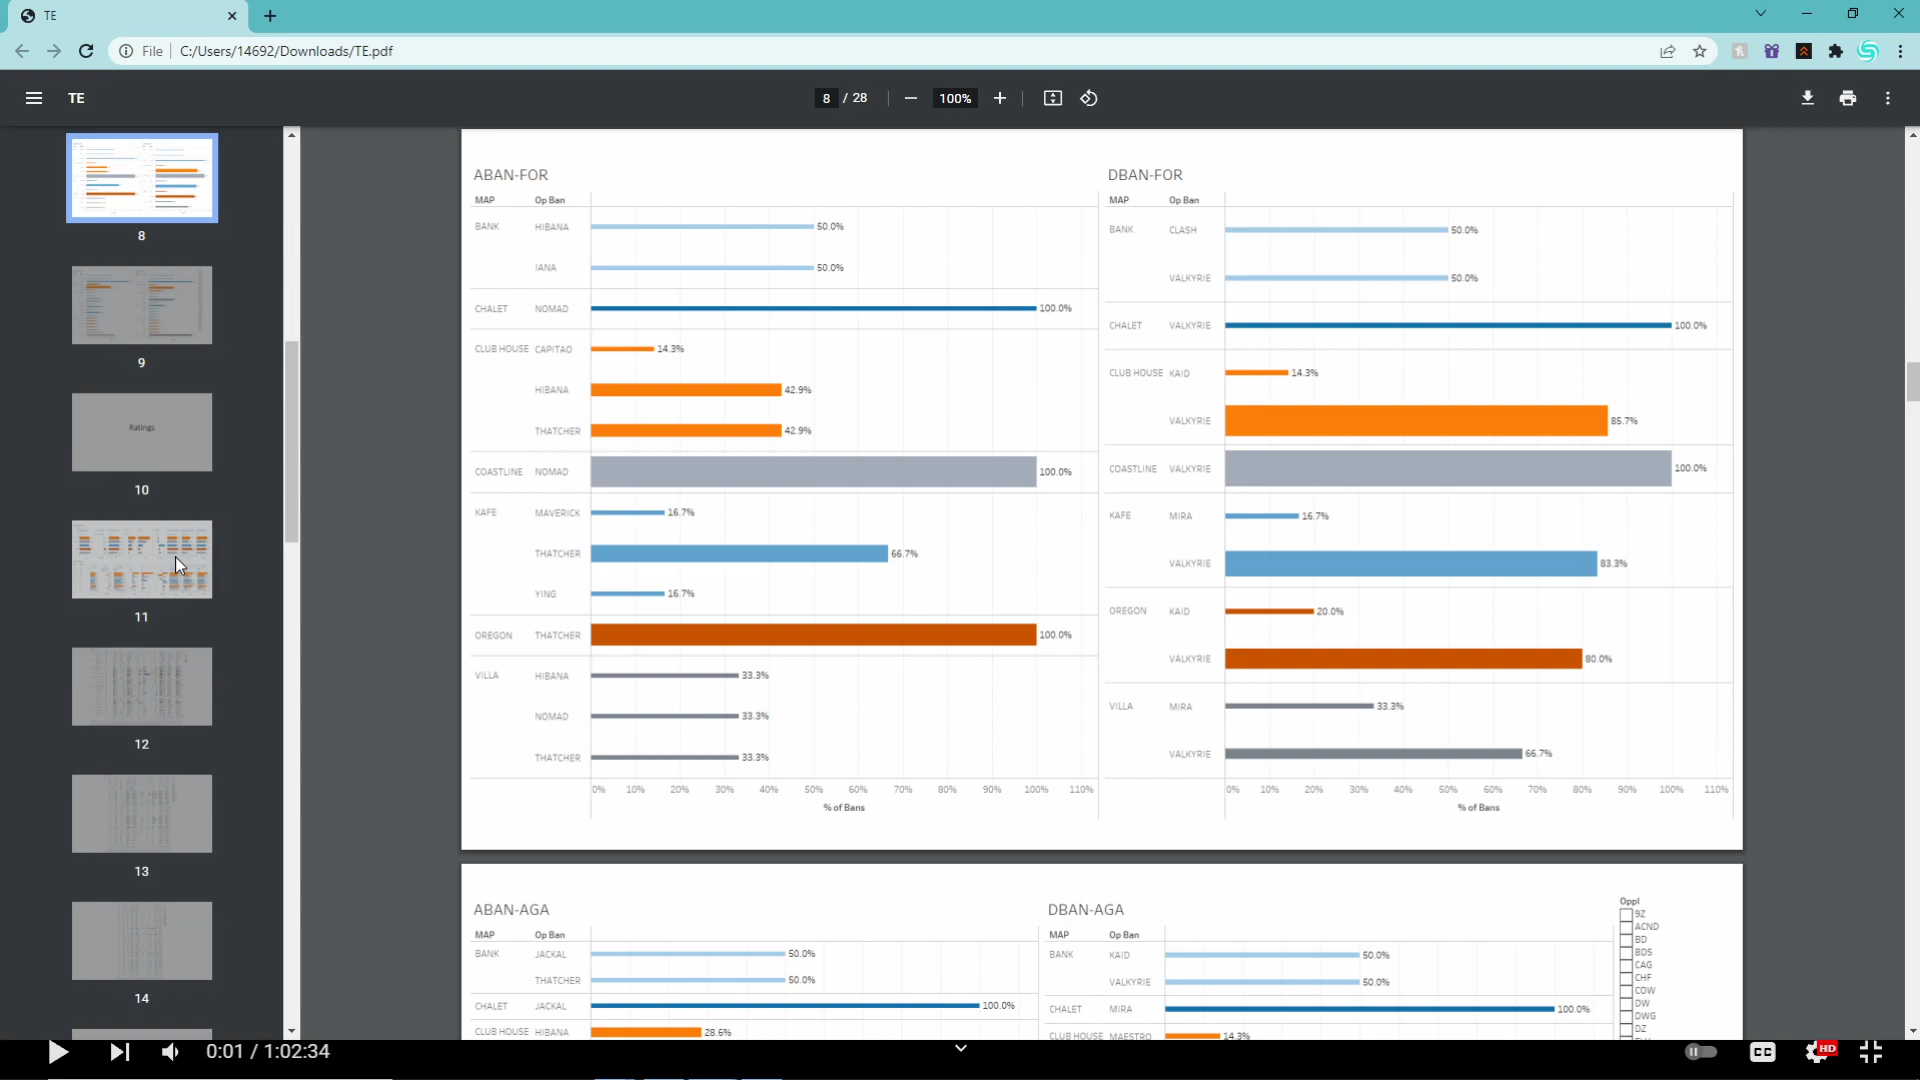 TE
File C:/Users/14692/Downloads/TE.pdf
TE 8 / 28 100%
8
9
Ratings
10
11
12
13
14
ABAN-FOR
MAP Op Ban
BANK HIBANA 50.0%
IANA 50.0%
CHALET NOMAD 100.0%
CLUB HOUSE CAPITAO 14.3%
HIBANA 42.9%
THATCHER 42.9%
COASTLINE NOMAD 100.0%
KAFE MAVERICK 16.7%
THATCHER 66.7%
YING 16.7%
OREGON THATCHER 100.0%
VILLA HIBANA 33.3%
NOMAD 33.3%
THATCHER 33.3%
0% 10% 20% 30% 40% 50% 60% 70% 80% 90% 100% 110%
% of Bans
DBAN-FOR
MAP Op Ban
BANK CLASH 50.0%
VALKYRIE 50.0%
CHALET VALKYRIE 100.0%
CLUB HOUSE KAID 14.3%
VALKYRIE 85.7%
COASTLINE VALKYRIE 100.0%
KAFE MIRA 16.7%
VALKYRIE 83.3%
OREGON KAID 20.0%
VALKYRIE 80.0%
VILLA MIRA 33.3%
VALKYRIE 66.7%
0% 10% 20% 30% 40% 50% 60% 70% 80% 90% 100% 110%
% of Bans
ABAN-AGA
MAP Op Ban
BANK JACKAL 50.0%
THATCHER 50.0%
CHALET JACKAL 100.0%
CLUB HOUSE HIBANA 28.6%
DBAN-AGA
MAP Op Ban
BANK KAID 50.0%
VALKYRIE 50.0%
CHALET MIRA 100.0%
CLUB HOUSE MAESTRO 14.3%
Oppl
9Z
ACND
BD
BDS
CAG
CHF
COW
DW
DWG
DZ
0:01 / 1:02:34
CC HD